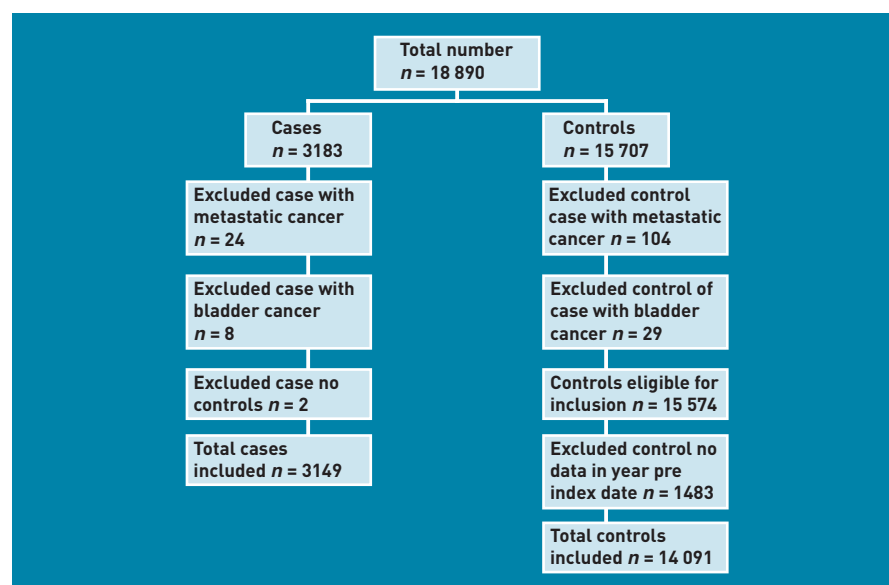 Total number
n = 18 890
Cases
n = 3183
Controls
n = 15 707
Excluded case with
metastatic cancer
n = 24
Excluded control
case with metastatic
cancer n = 104
Excluded case with
bladder cancer
n = 8
Excluded control of
case with bladder
cancer n = 29
Excluded case no
controls n = 2
Controls eligible for
inclusion n = 15 574
Total cases
included n = 3149
Excluded control no
data in year pre
index date n = 1483
Total controls
included n = 14 091